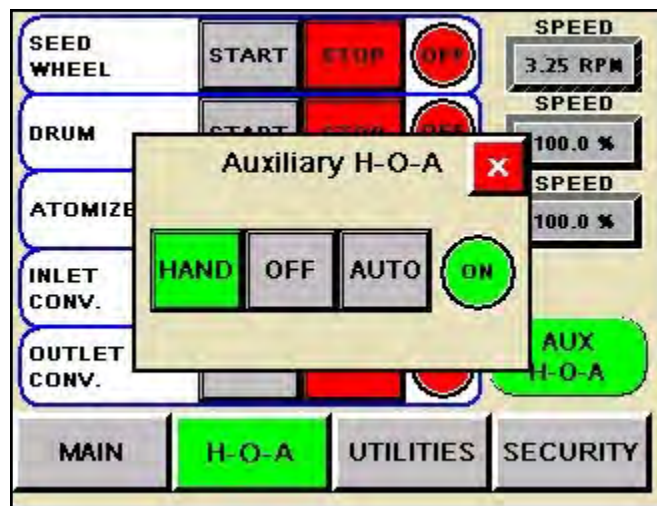 SEED
WHEEL
START
STOP
OFF
SPEED
3.25 RPM
DRUM
SPEED
100.0 %
Auxiliary H-O-A
X
ATOMIZE
SPEED
100.0 %
HAND
OFF
AUTO
ON
INLET
CONV.
OUTLET
CONV.
AUX
H-O-A
MAIN
H-O-A
UTILITIES
SECURITY